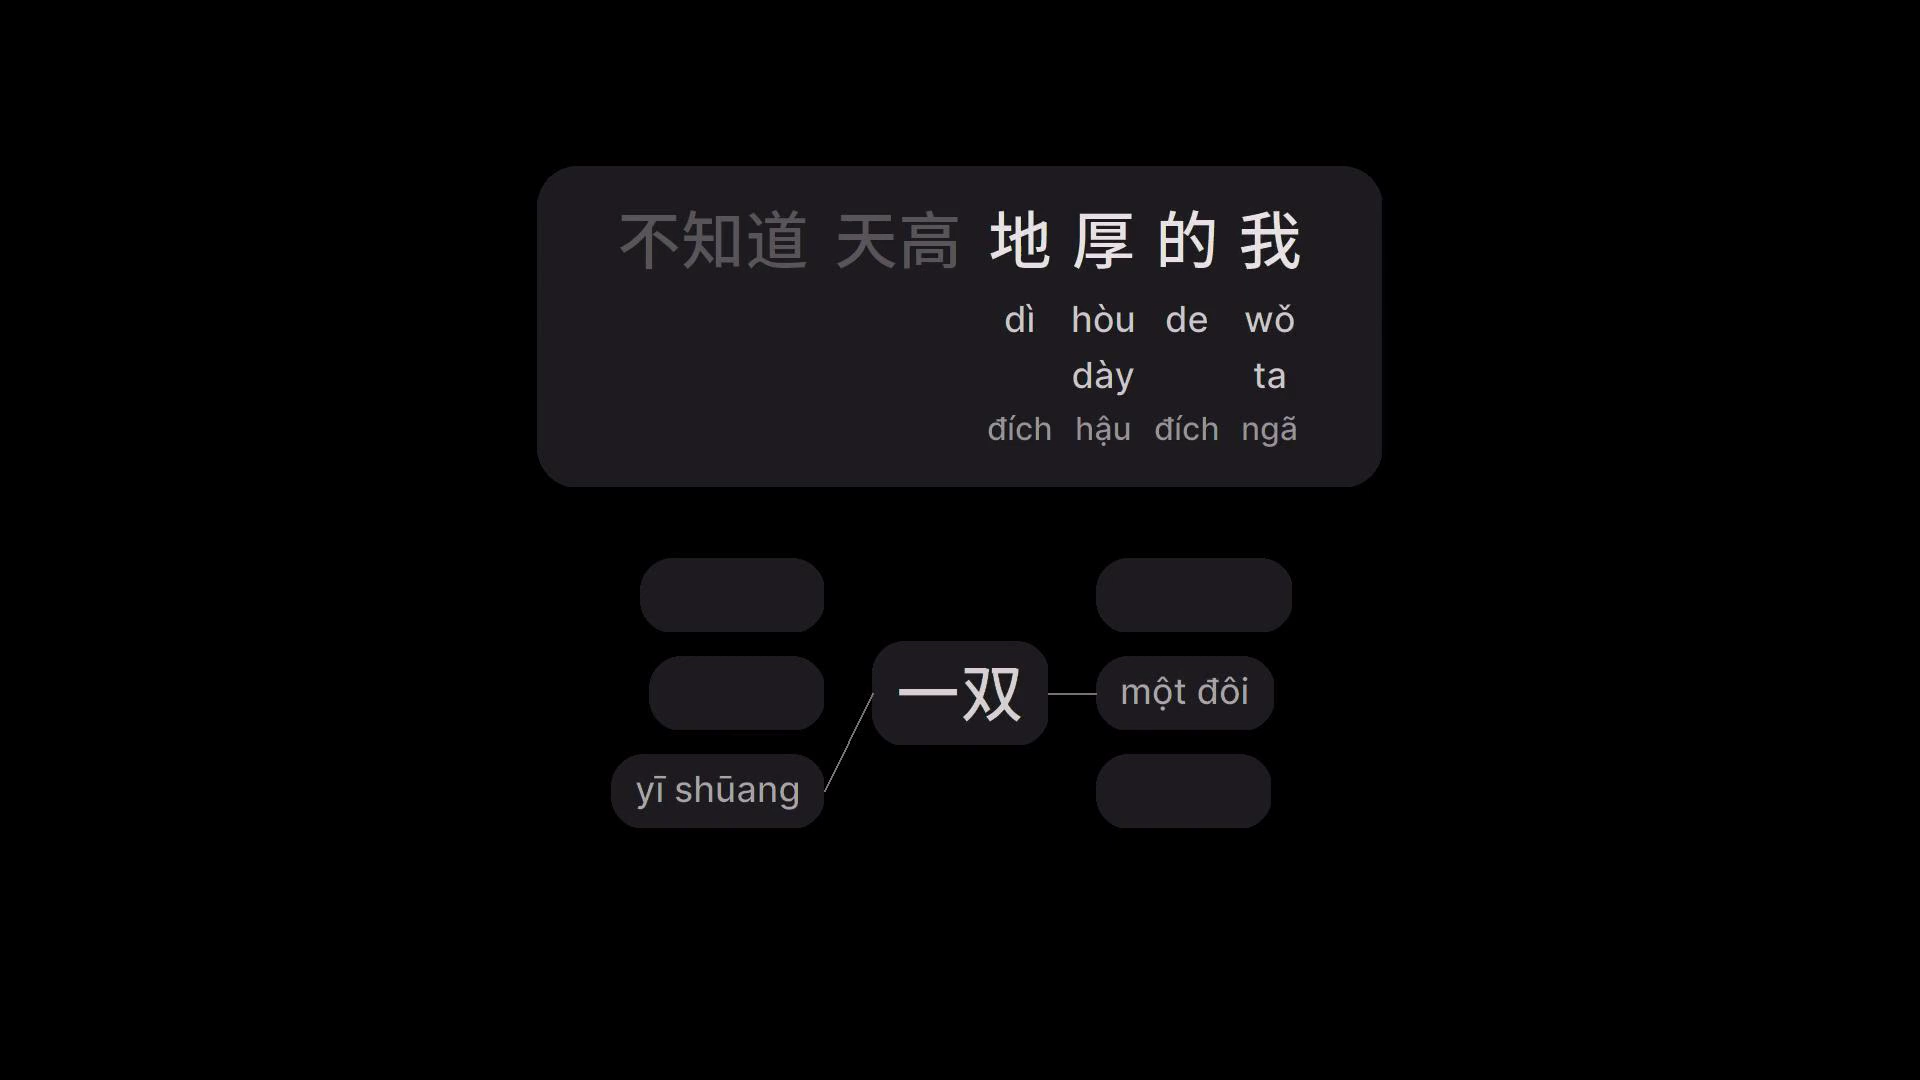 不知道 天高 地 厚 的 我
dì hòu de wǒ
dày ta
đích hậu đích ngã
一双
một đôi
yī shūang